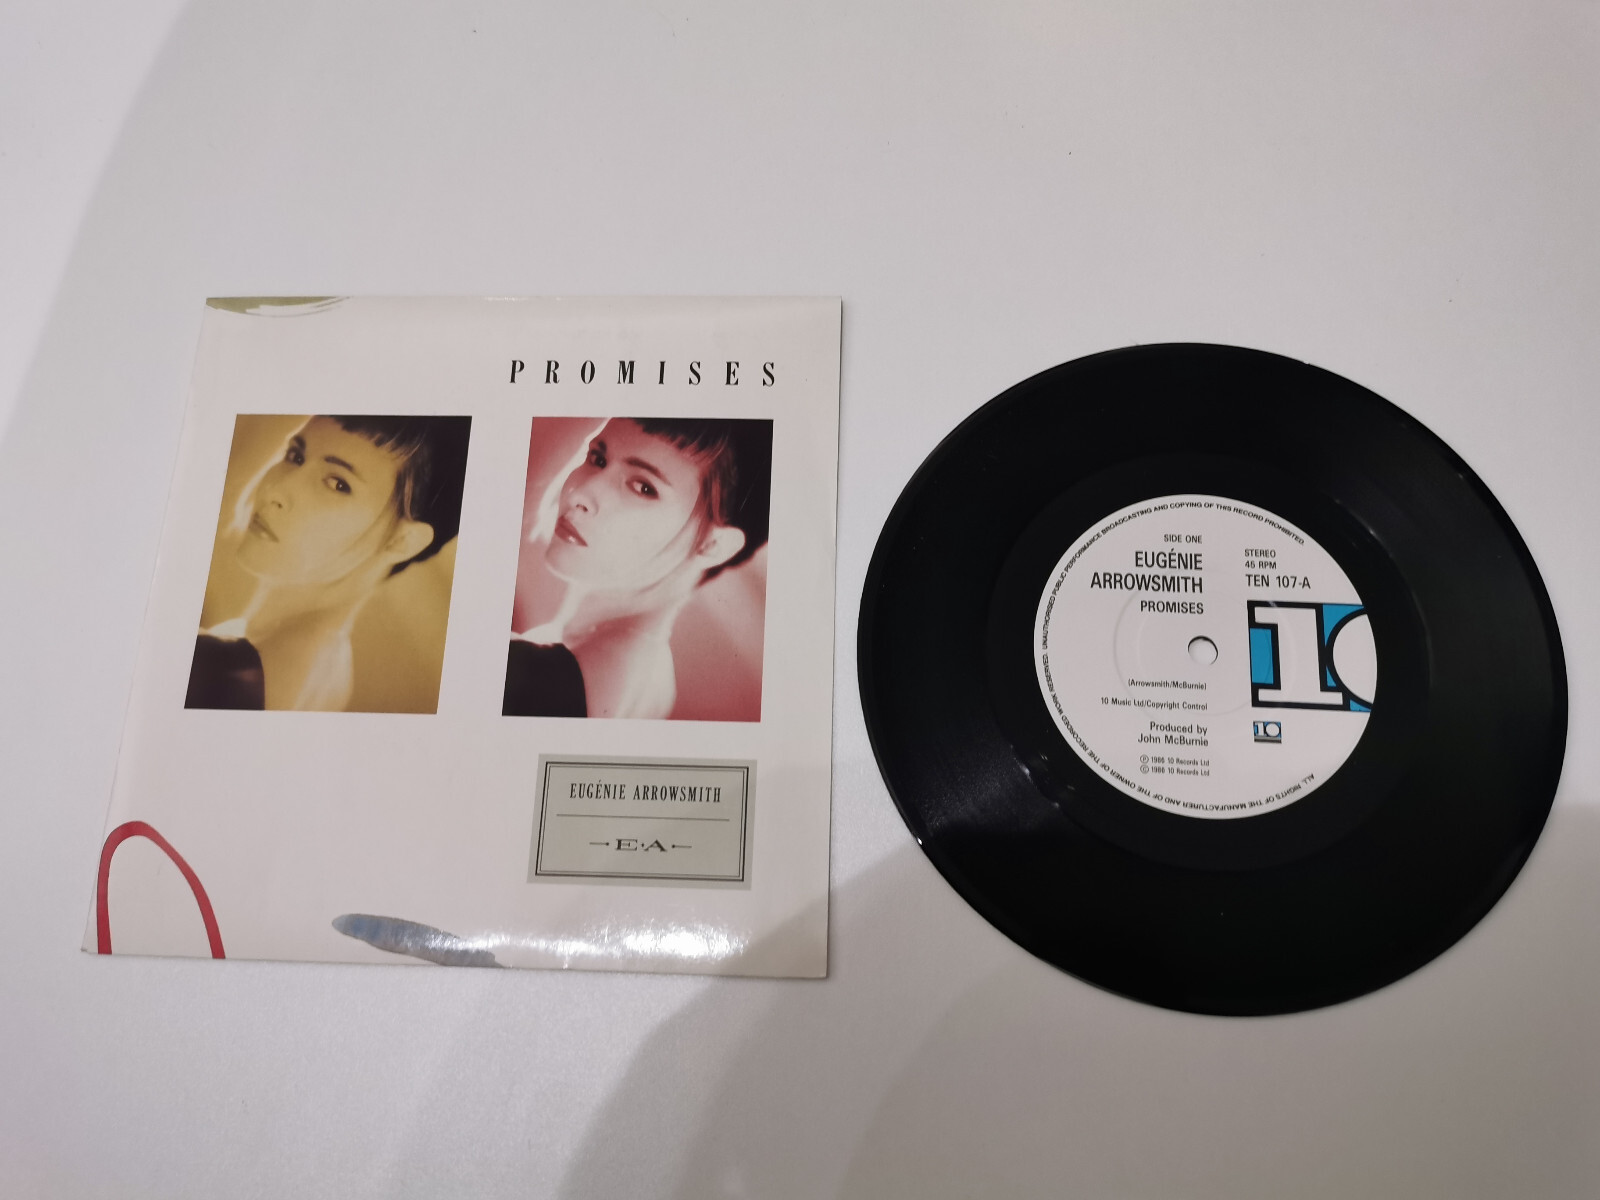 PROMISES
EUGÉNIE ARROWSMITH
E·A
UNAUTHORISED PUBLIC PERFORMANCE BROADCASTING AND COPYING OF THIS RECORD PROHIBITED.
ALL RIGHTS OF THE MANUFACTURER AND OF THE OWNER OF THE RECORDED WORK RESERVED.
SIDE ONE
EUGÉNIE
ARROWSMITH
PROMISES
STEREO
45 RPM
TEN 107-A
10
(Arrowsmith/McBurnie)
10 Music Ltd/Copyright Control
Produced by
John McBurnie
10
℗ 1986 10 Records Ltd
© 1986 10 Records Ltd